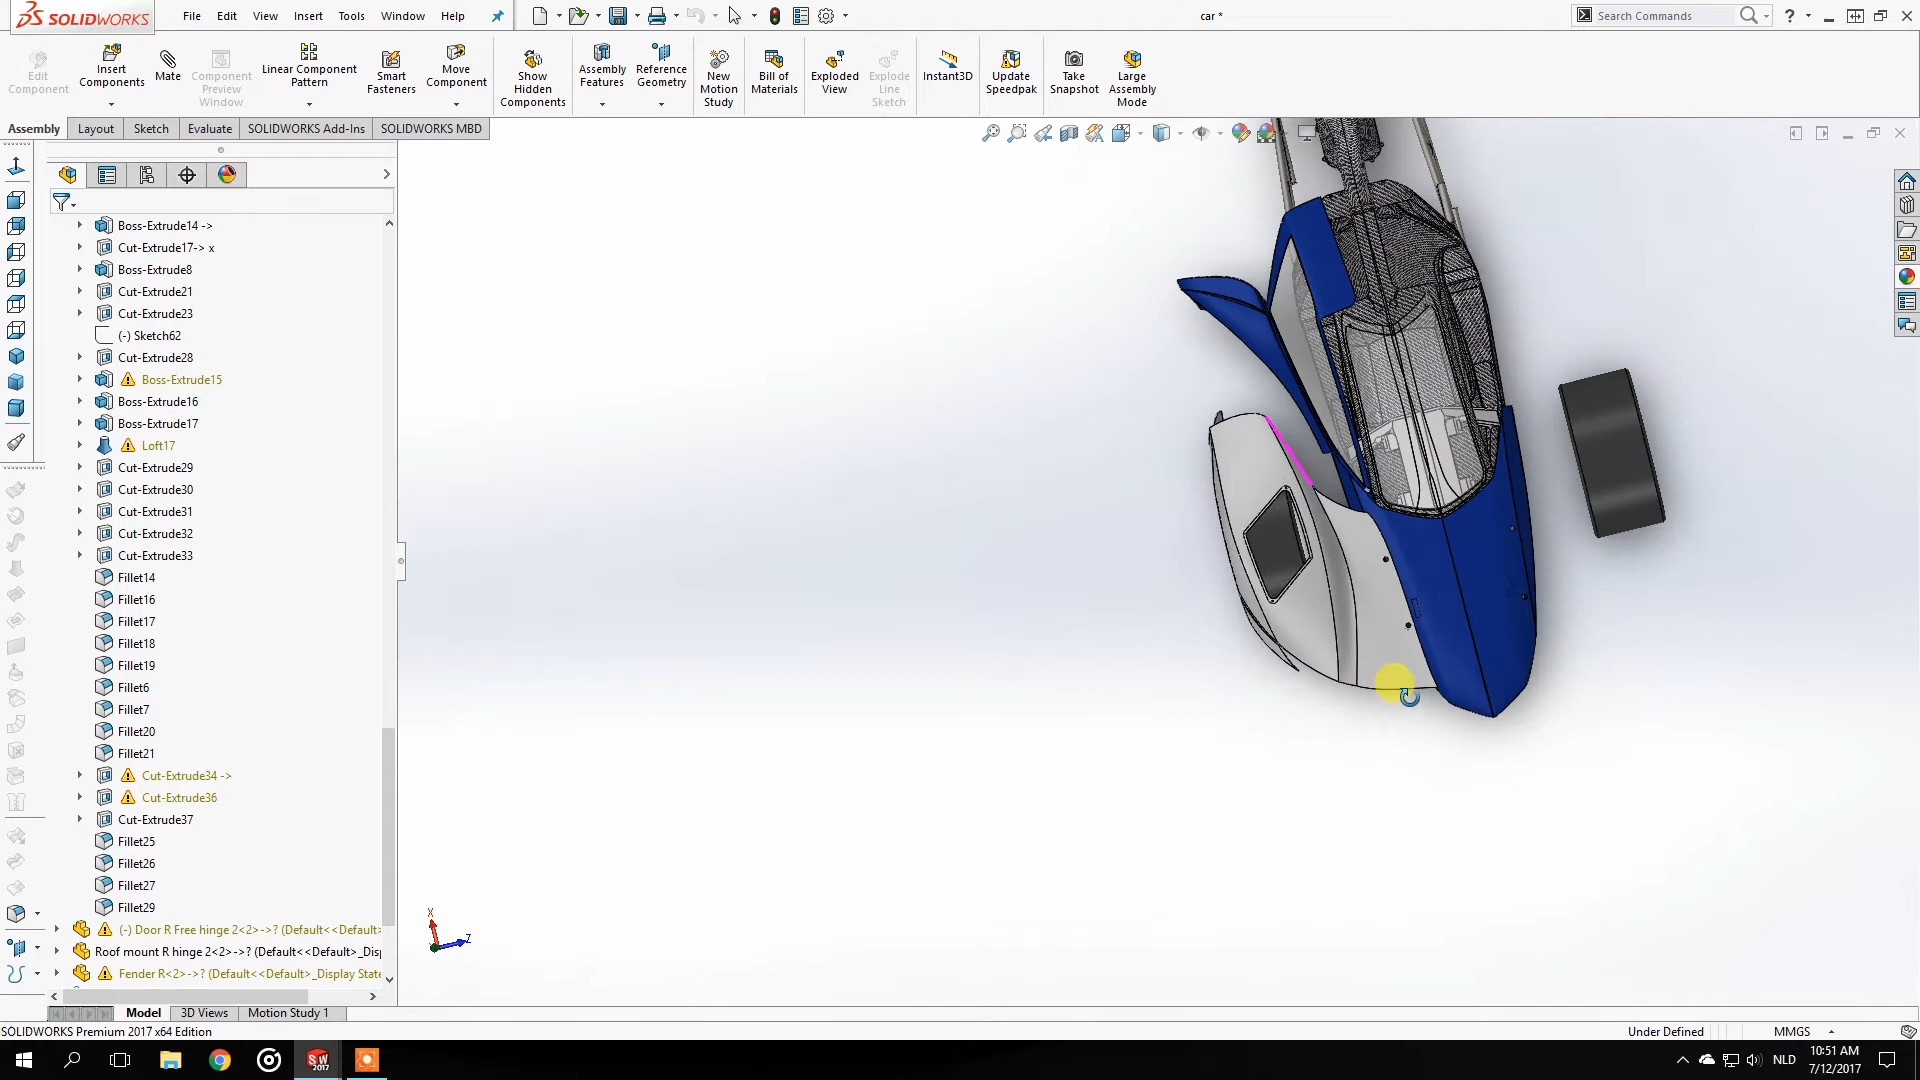 SOLIDWORKS File Edit View Insert Tools Window Help car * Search Commands ?
Edit Component
Insert Components
Mate
Component Preview Window
Linear Component Pattern
Smart Fasteners
Move Component
Show Hidden Components
Assembly Features
Reference Geometry
New Motion Study
Bill of Materials
Exploded View
Explode Line Sketch
Instant3D
Update Speedpak
Take Snapshot
Large Assembly Mode
Assembly Layout Sketch Evaluate SOLIDWORKS Add-Ins SOLIDWORKS MBD
Boss-Extrude14 ->
Cut-Extrude17-> x
Boss-Extrude8
Cut-Extrude21
Cut-Extrude23
(-) Sketch62
Cut-Extrude28
Boss-Extrude15
Boss-Extrude16
Boss-Extrude17
Loft17
Cut-Extrude29
Cut-Extrude30
Cut-Extrude31
Cut-Extrude32
Cut-Extrude33
Fillet14
Fillet16
Fillet17
Fillet18
Fillet19
Fillet6
Fillet7
Fillet20
Fillet21
Cut-Extrude34 ->
Cut-Extrude36
Cut-Extrude37
Fillet25
Fillet26
Fillet27
Fillet29
(-) Door R Free hinge 2<2>->? (Default<<Default>
Roof mount R hinge 2<2>->? (Default<<Default>_Disp
Fender R<2>->? (Default<<Default>_Display State
X
Z
Model 3D Views Motion Study 1
SOLIDWORKS Premium 2017 x64 Edition Under Defined MMGS
SW 2017
NLD
10:51 AM
7/12/2017